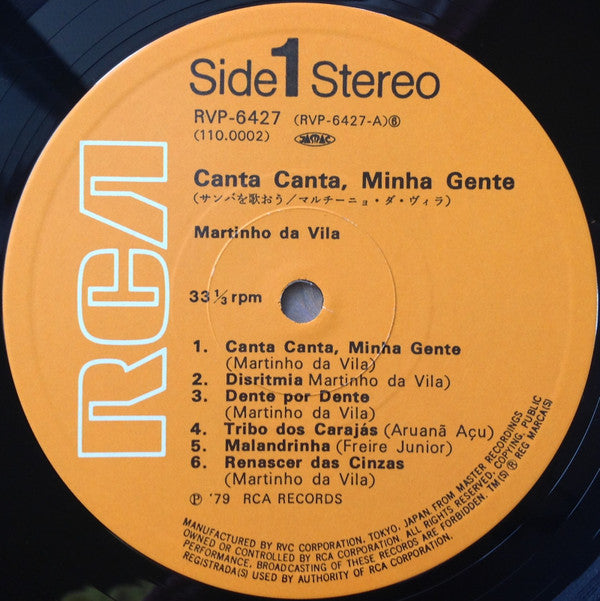 Side 1 Stereo
RVP-6427 (RVP-6427-A)⑥
(110.0002) JASRAC
Canta Canta, Minha Gente
(サンバを歌おう/マルチーニョ・ダ・ヴィラ)
Martinho da Vila
33⅓ rpm
1. Canta Canta, Minha Gente
(Martinho da Vila)
2. Disritmia Martinho da Vila)
3. Dente por Dente
(Martinho da Vila)
4. Tribo dos Carajás (Aruanã Açu)
5. Malandrinha (Freire Junior)
6. Renascer das Cinzas
(Martinho da Vila)
℗ '79 RCA RECORDS
RCA
MANUFACTURED BY RVC CORPORATION, TOKYO, JAPAN, FROM MASTER RECORDINGS
OWNED OR CONTROLLED BY RCA CORPORATION. ALL RIGHTS RESERVED. COPYING, PUBLIC
PERFORMANCE, BROADCASTING OF THESE RECORDS ARE FORBIDDEN. TM(S) ® REG MARCA(S)
REGISTRADA(S) USED BY AUTHORITY OF RCA CORPORATION.